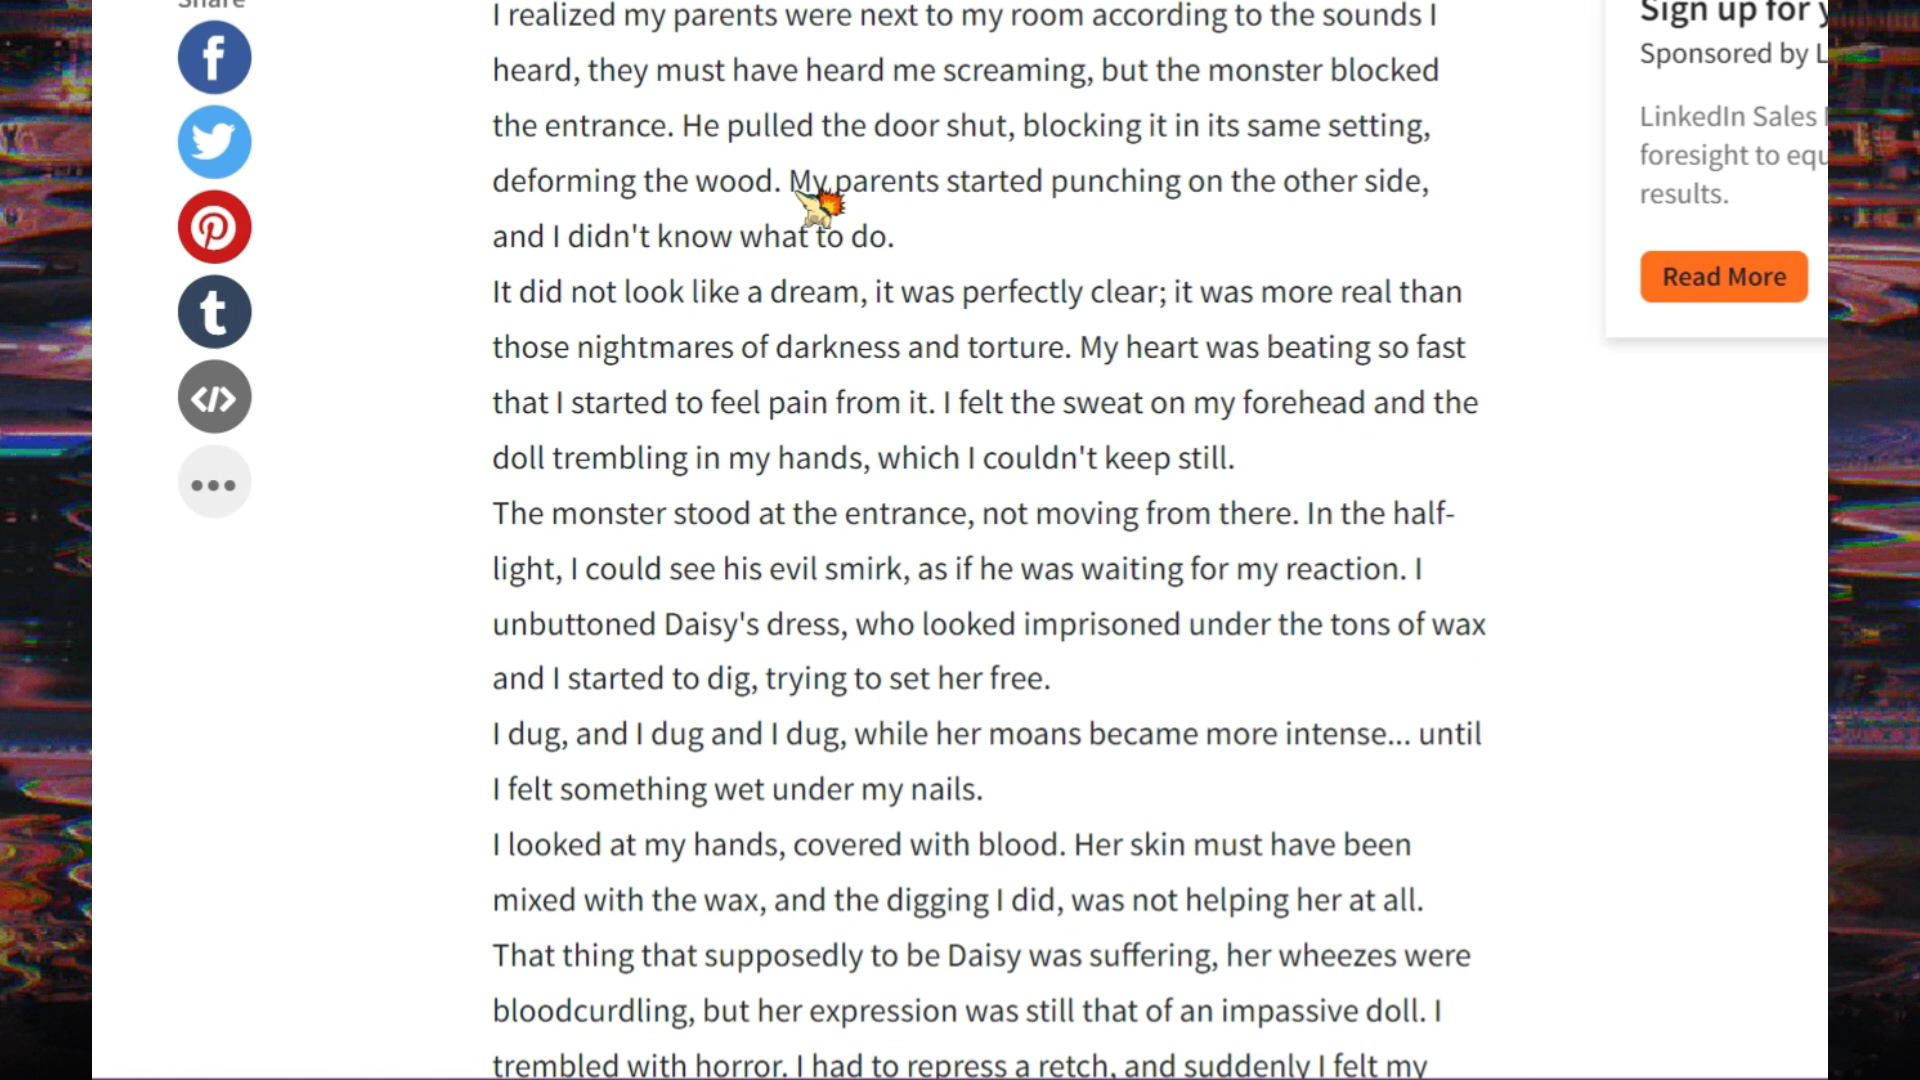 Share
I realized my parents were next to my room according to the sounds I
heard, they must have heard me screaming, but the monster blocked
the entrance. He pulled the door shut, blocking it in its same setting,
deforming the wood. My parents started punching on the other side,
and I didn't know what to do.
It did not look like a dream, it was perfectly clear; it was more real than
those nightmares of darkness and torture. My heart was beating so fast
that I started to feel pain from it. I felt the sweat on my forehead and the
doll trembling in my hands, which I couldn't keep still.
The monster stood at the entrance, not moving from there. In the half-
light, I could see his evil smirk, as if he was waiting for my reaction. I
unbuttoned Daisy's dress, who looked imprisoned under the tons of wax
and I started to dig, trying to set her free.
I dug, and I dug and I dug, while her moans became more intense... until
I felt something wet under my nails.
I looked at my hands, covered with blood. Her skin must have been
mixed with the wax, and the digging I did, was not helping her at all.
That thing that supposedly to be Daisy was suffering, her wheezes were
bloodcurdling, but her expression was still that of an impassive doll. I
trembled with horror. I had to repress a retch, and suddenly I felt my
Sign up for
Sponsored by L
LinkedIn Sales
foresight to equ
results.
Read More